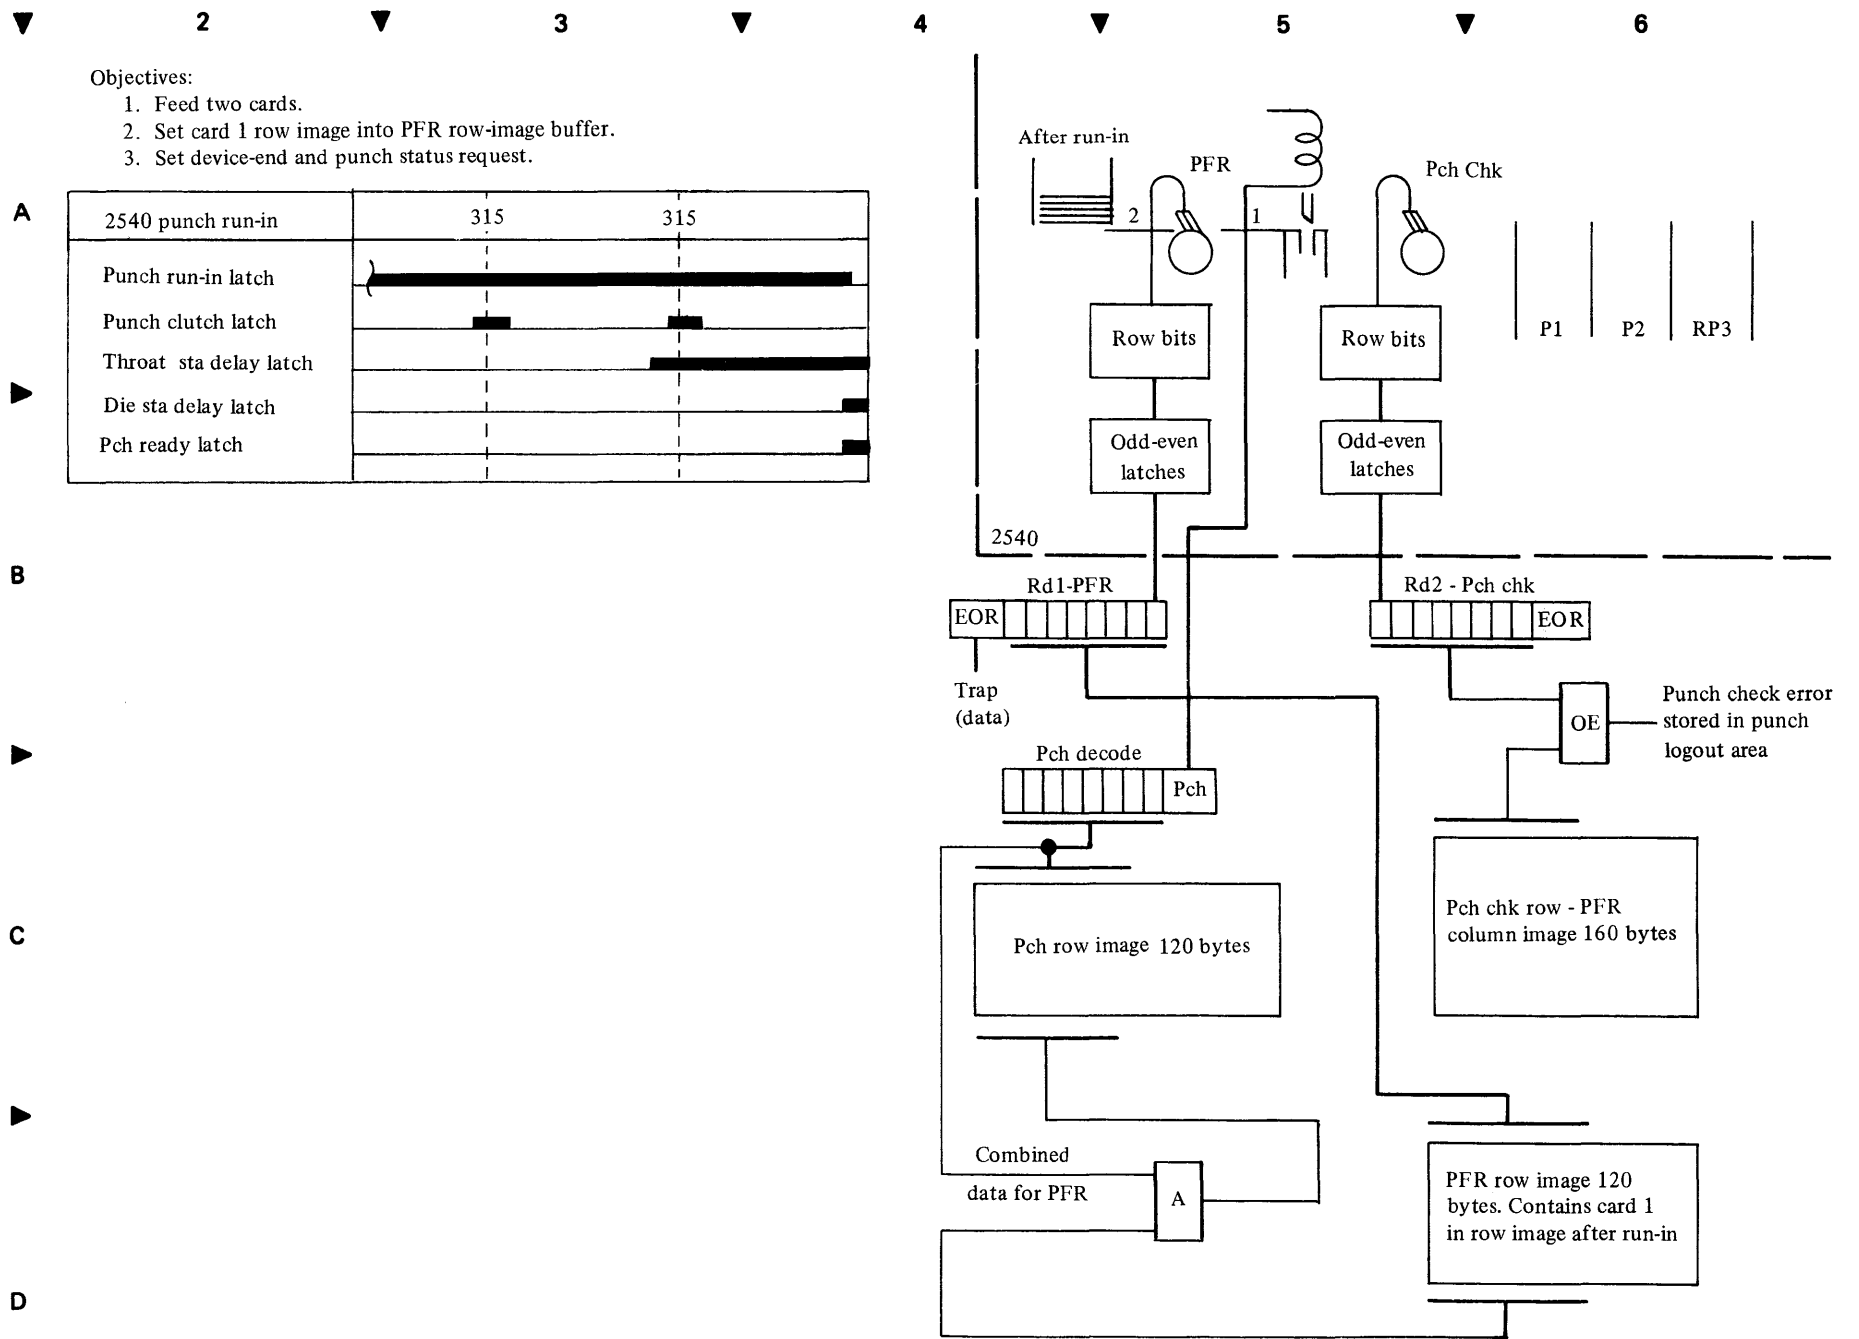 2 3 4 5 6
Objectives:
1. Feed two cards.
2. Set card 1 row image into PFR row-image buffer.
3. Set device-end and punch status request.
A
2540 punch run-in 315 315
Punch run-in latch
Punch clutch latch
Throat sta delay latch
Die sta delay latch
Pch ready latch
After run-in
PFR
Pch Chk
2
1
Row bits
Row bits
P1 P2 RP3
Odd-even
latches
Odd-even
latches
2540
B
Rd1-PFR
Rd2 - Pch chk
EOR
EOR
Trap
(data)
OE
Punch check error
stored in punch
logout area
Pch decode
Pch
C
Pch row image 120 bytes
Pch chk row - PFR
column image 160 bytes
Combined
data for PFR
A
PFR row image 120
bytes. Contains card 1
in row image after run-in
D